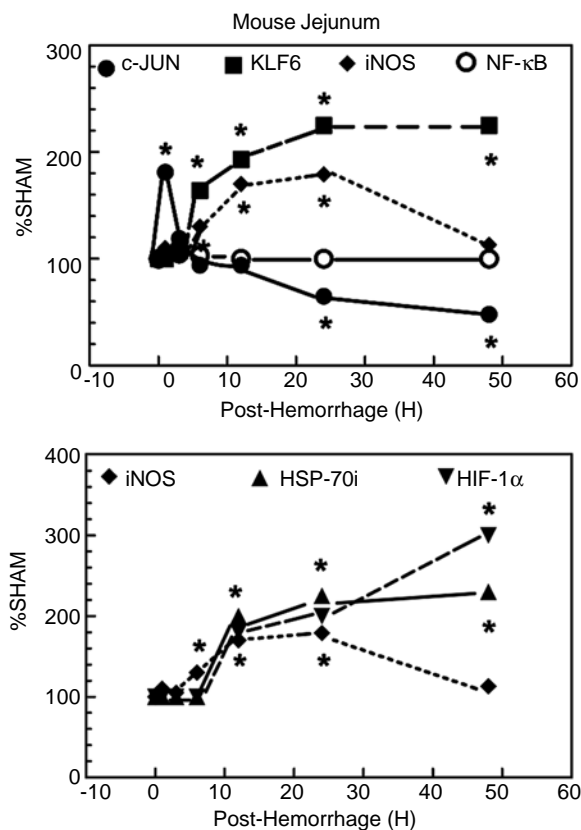 Mouse Jejunum
300
c-JUN KLF6 iNOS NF-κB
*
* * *
200
*
* *
%SHAM
*
100
*
*
0
-10 0 10 20 30 40 50 60
Post-Hemorrhage (H)
400
iNOS HSP-70i HIF-1α
*
300
*
*
200
* *
* *
%SHAM
100
0
-10 0 10 20 30 40 50 60
Post-Hemorrhage (H)